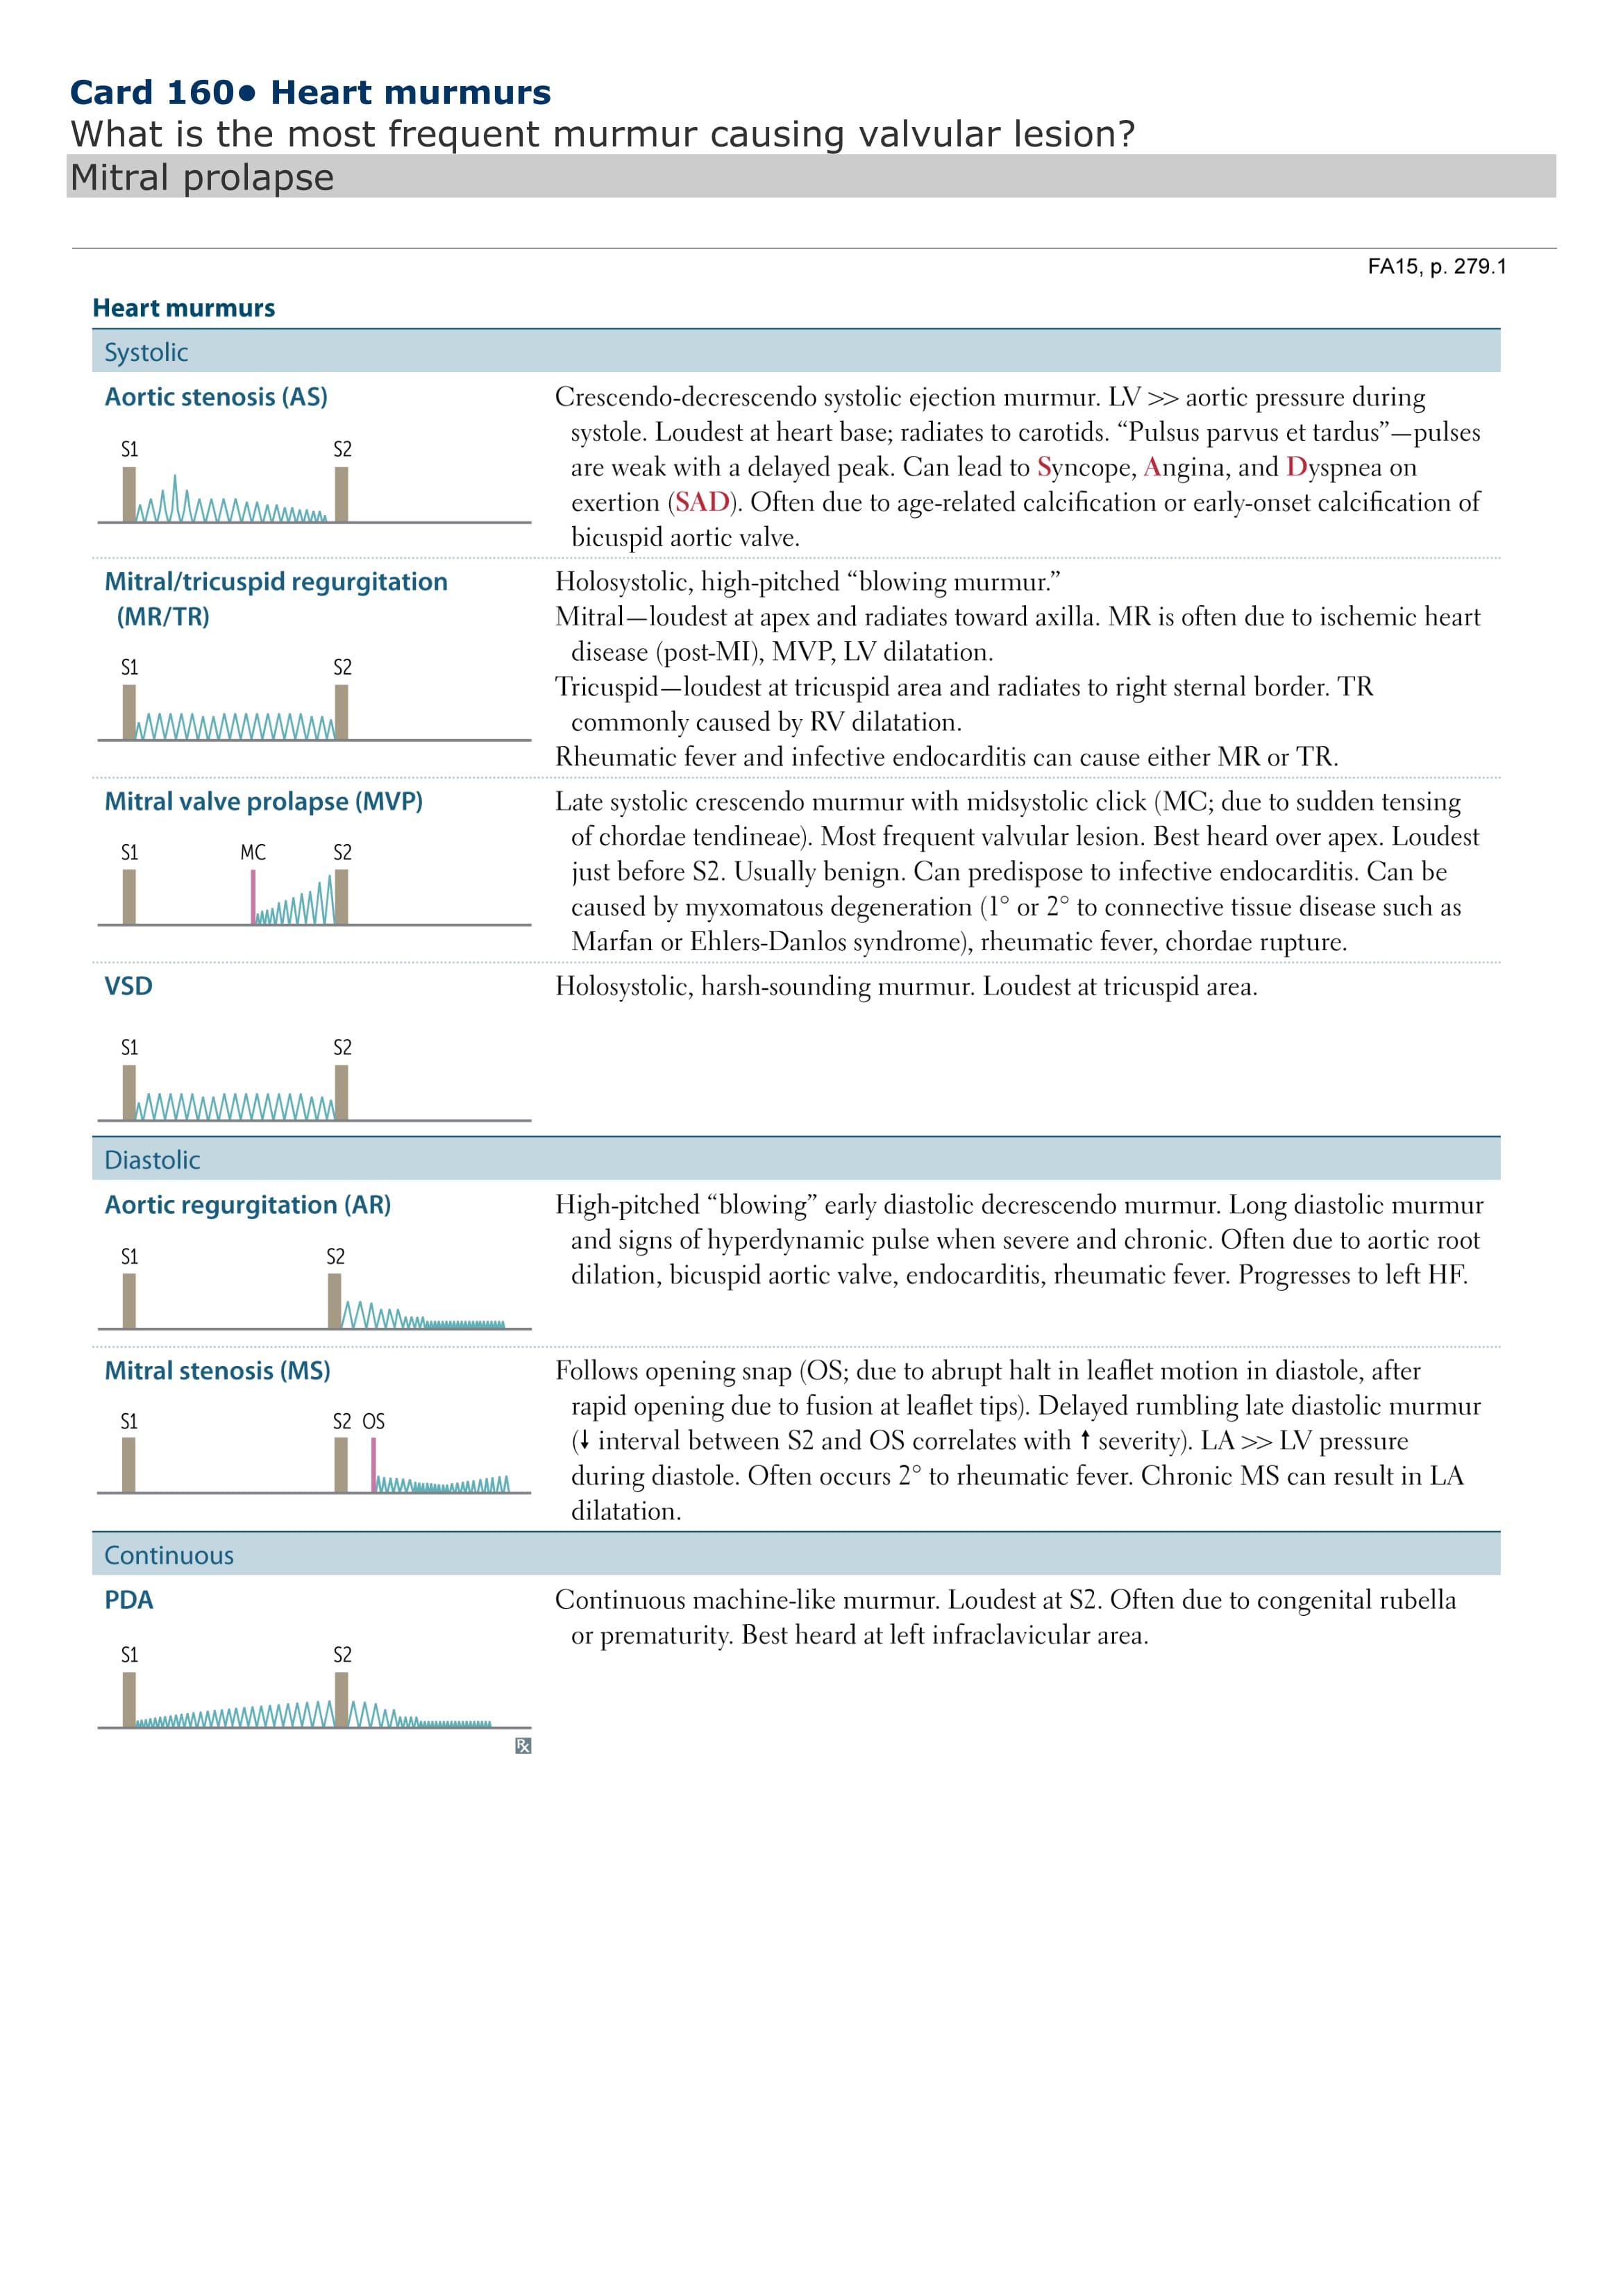 Card 160• Heart murmurs
What is the most frequent murmur causing valvular lesion?
Mitral prolapse
FA15, p. 279.1
Heart murmurs
Systolic
Aortic stenosis (AS)
S1 S2
Crescendo-decrescendo systolic ejection murmur. LV >> aortic pressure during
systole. Loudest at heart base; radiates to carotids. “Pulsus parvus et tardus”—pulses
are weak with a delayed peak. Can lead to Syncope, Angina, and Dyspnea on
exertion (SAD). Often due to age-related calcification or early-onset calcification of
bicuspid aortic valve.
Mitral/tricuspid regurgitation
(MR/TR)
S1 S2
Holosystolic, high-pitched “blowing murmur.”
Mitral—loudest at apex and radiates toward axilla. MR is often due to ischemic heart
disease (post-MI), MVP, LV dilatation.
Tricuspid—loudest at tricuspid area and radiates to right sternal border. TR
commonly caused by RV dilatation.
Rheumatic fever and infective endocarditis can cause either MR or TR.
Mitral valve prolapse (MVP)
S1 MC S2
Late systolic crescendo murmur with midsystolic click (MC; due to sudden tensing
of chordae tendineae). Most frequent valvular lesion. Best heard over apex. Loudest
just before S2. Usually benign. Can predispose to infective endocarditis. Can be
caused by myxomatous degeneration (1° or 2° to connective tissue disease such as
Marfan or Ehlers-Danlos syndrome), rheumatic fever, chordae rupture.
VSD
S1 S2
Holosystolic, harsh-sounding murmur. Loudest at tricuspid area.
Diastolic
Aortic regurgitation (AR)
S1 S2
High-pitched “blowing” early diastolic decrescendo murmur. Long diastolic murmur
and signs of hyperdynamic pulse when severe and chronic. Often due to aortic root
dilation, bicuspid aortic valve, endocarditis, rheumatic fever. Progresses to left HF.
Mitral stenosis (MS)
S1 S2 OS
Follows opening snap (OS; due to abrupt halt in leaflet motion in diastole, after
rapid opening due to fusion at leaflet tips). Delayed rumbling late diastolic murmur
(↓ interval between S2 and OS correlates with ↑ severity). LA >> LV pressure
during diastole. Often occurs 2° to rheumatic fever. Chronic MS can result in LA
dilatation.
Continuous
PDA
S1 S2
Continuous machine-like murmur. Loudest at S2. Often due to congenital rubella
or prematurity. Best heard at left infraclavicular area.
Rx